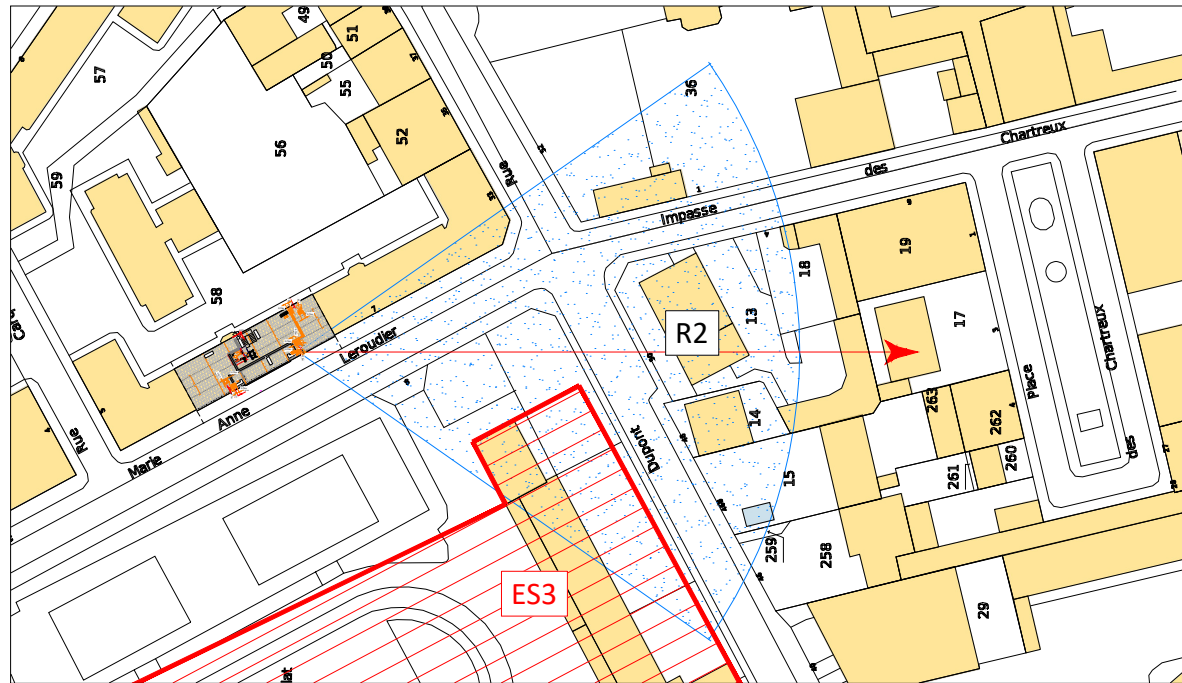 49
51
50
57
55
36
52
56
59
Rue
Chartreux
des
Impasse
19
18
58
13
17
R2
Leroudier
Chartreux
Place
263
262
14
Anne
Rue
Dupont
Marie
des
260
261
15
259
258
ES3
29
lat